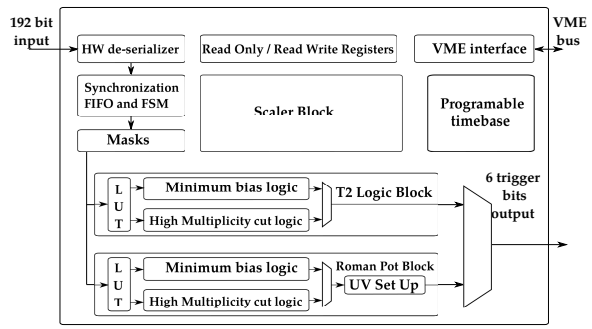 192 bit
input
HW de-serializer
Read Only / Read Write Registers
VME interface
VME
bus
Synchronization
FIFO and FSM
Scaler Block
Programable
timebase
Masks
L
U
T
Minimum bias logic
High Multiplicity cut logic
T2 Logic Block
6 trigger
bits
output
L
U
T
Minimum bias logic
High Multiplicity cut logic
Roman Pot Block
UV Set Up